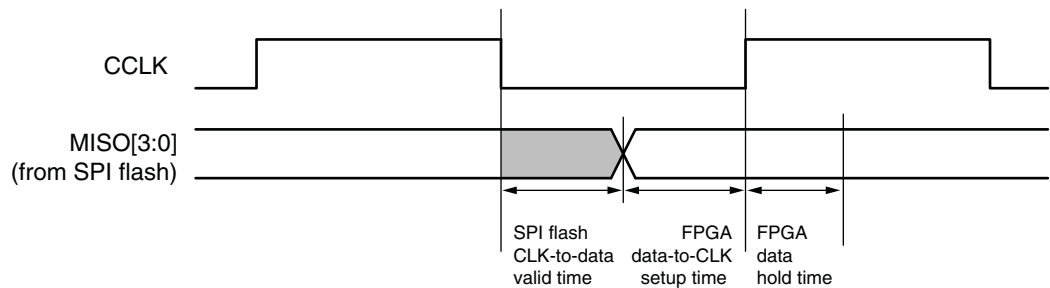 CCLK
MISO[3:0]
(from SPI flash)
SPI flash
CLK-to-data
valid time
FPGA
data-to-CLK
setup time
FPGA
data
hold time